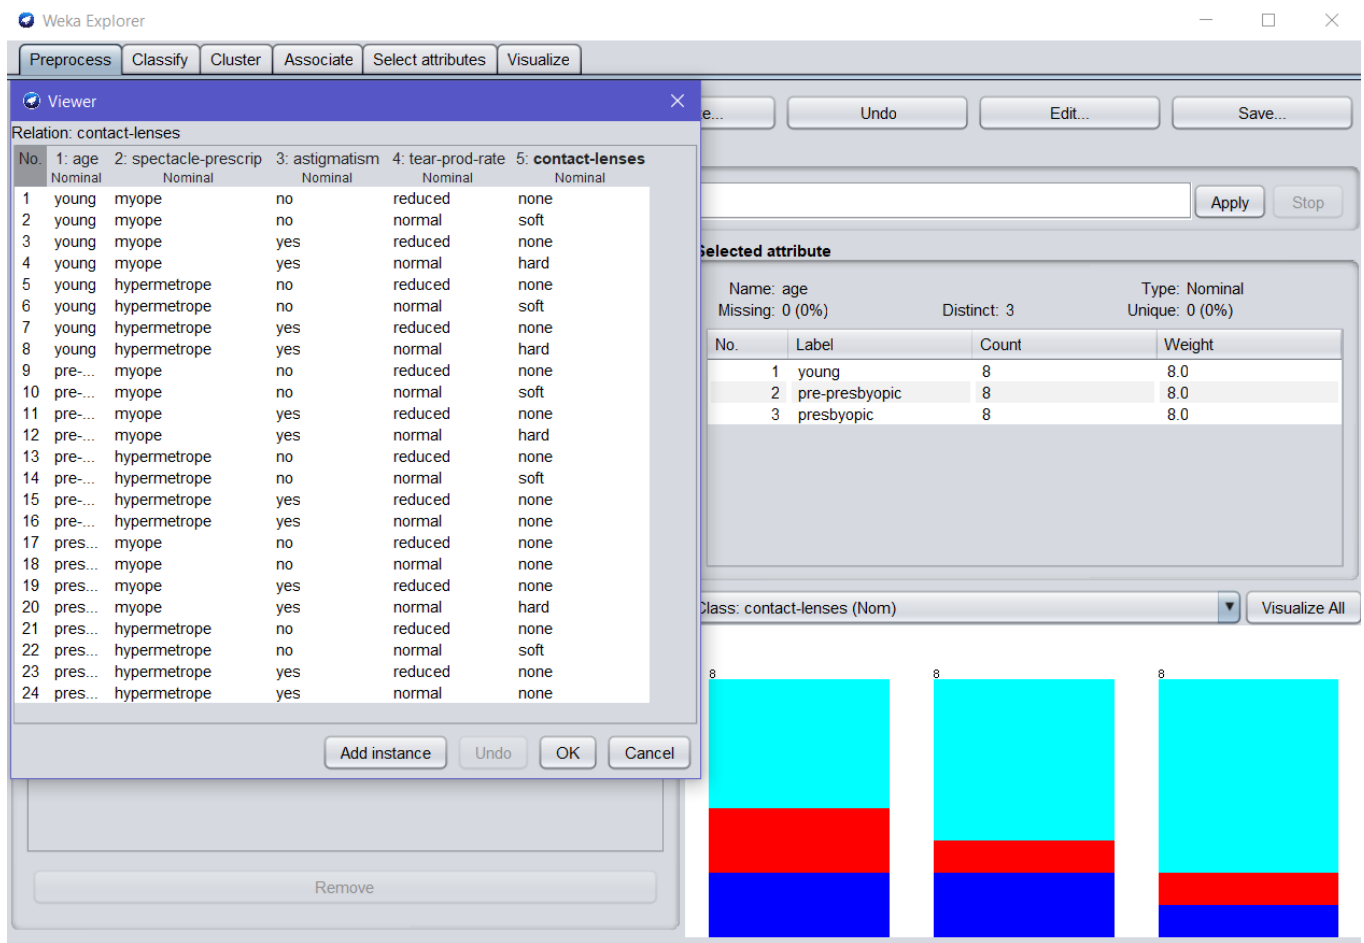 Weka Explorer
Preprocess Classify Cluster Associate Select attributes Visualize
Viewer
Relation: contact-lenses
No. 1: age 2: spectacle-prescrip 3: astigmatism 4: tear-prod-rate 5: contact-lenses
Nominal Nominal Nominal Nominal Nominal
1 young myope no reduced none
2 young myope no normal soft
3 young myope yes reduced none
4 young myope yes normal hard
5 young hypermetrope no reduced none
6 young hypermetrope no normal soft
7 young hypermetrope yes reduced none
8 young hypermetrope yes normal hard
9 pre-... myope no reduced none
10 pre-... myope no normal soft
11 pre-... myope yes reduced none
12 pre-... myope yes normal hard
13 pre-... hypermetrope no reduced none
14 pre-... hypermetrope no normal soft
15 pre-... hypermetrope yes reduced none
16 pre-... hypermetrope yes normal none
17 pres... myope no reduced none
18 pres... myope no normal none
19 pres... myope yes reduced none
20 pres... myope yes normal hard
21 pres... hypermetrope no reduced none
22 pres... hypermetrope no normal soft
23 pres... hypermetrope yes reduced none
24 pres... hypermetrope yes normal none
Add instance Undo OK Cancel
Remove
e... Undo Edit... Save...
Apply Stop
Selected attribute
Name: age Type: Nominal
Missing: 0 (0%) Distinct: 3 Unique: 0 (0%)
No. Label Count Weight
1 young 8 8.0
2 pre-presbyopic 8 8.0
3 presbyopic 8 8.0
Class: contact-lenses (Nom) Visualize All
8 8 8